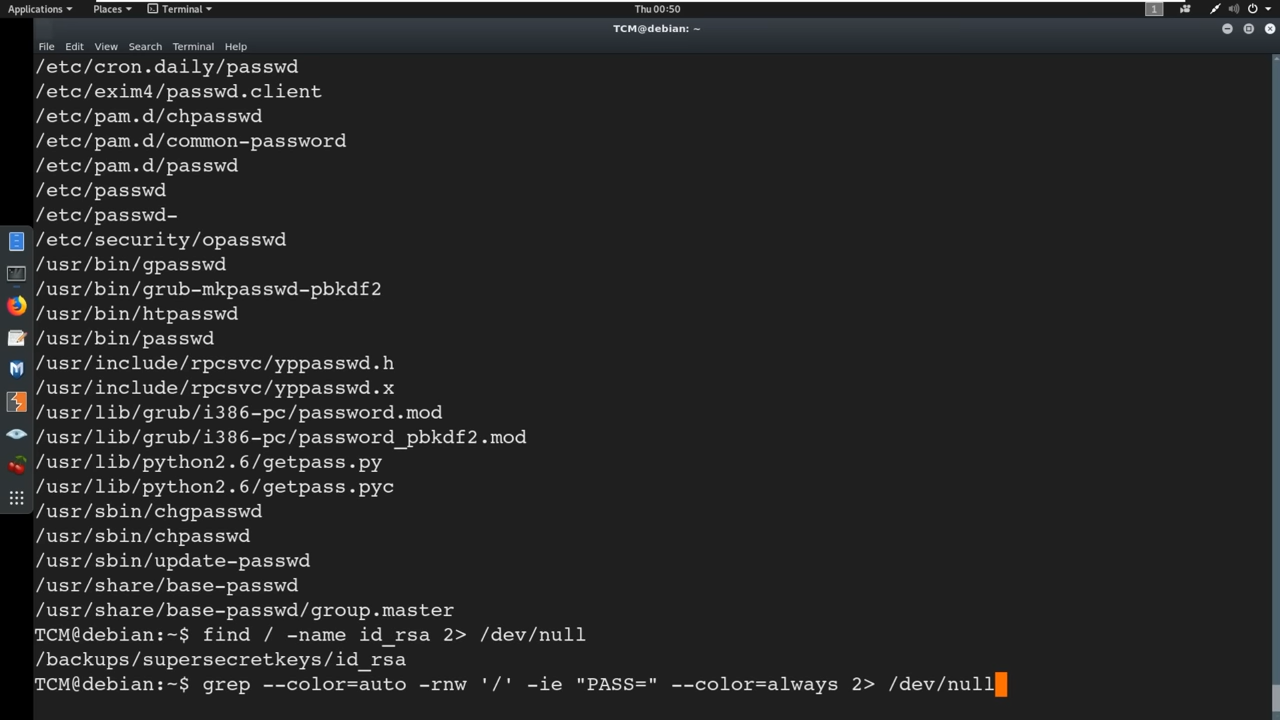 Applications Places Terminal Thu 00:50 1
TCM@debian: ~
File Edit View Search Terminal Help
/etc/cron.daily/passwd
/etc/exim4/passwd.client
/etc/pam.d/chpasswd
/etc/pam.d/common-password
/etc/pam.d/passwd
/etc/passwd
/etc/passwd-
/etc/security/opasswd
/usr/bin/gpasswd
/usr/bin/grub-mkpasswd-pbkdf2
/usr/bin/htpasswd
/usr/bin/passwd
/usr/include/rpcsvc/yppasswd.h
/usr/include/rpcsvc/yppasswd.x
/usr/lib/grub/i386-pc/password.mod
/usr/lib/grub/i386-pc/password_pbkdf2.mod
/usr/lib/python2.6/getpass.py
/usr/lib/python2.6/getpass.pyc
/usr/sbin/chgpasswd
/usr/sbin/chpasswd
/usr/sbin/update-passwd
/usr/share/base-passwd
/usr/share/base-passwd/group.master
TCM@debian:~$ find / -name id_rsa 2> /dev/null
/backups/supersecretkeys/id_rsa
TCM@debian:~$ grep --color=auto -rnw '/' -ie "PASS=" --color=always 2> /dev/null